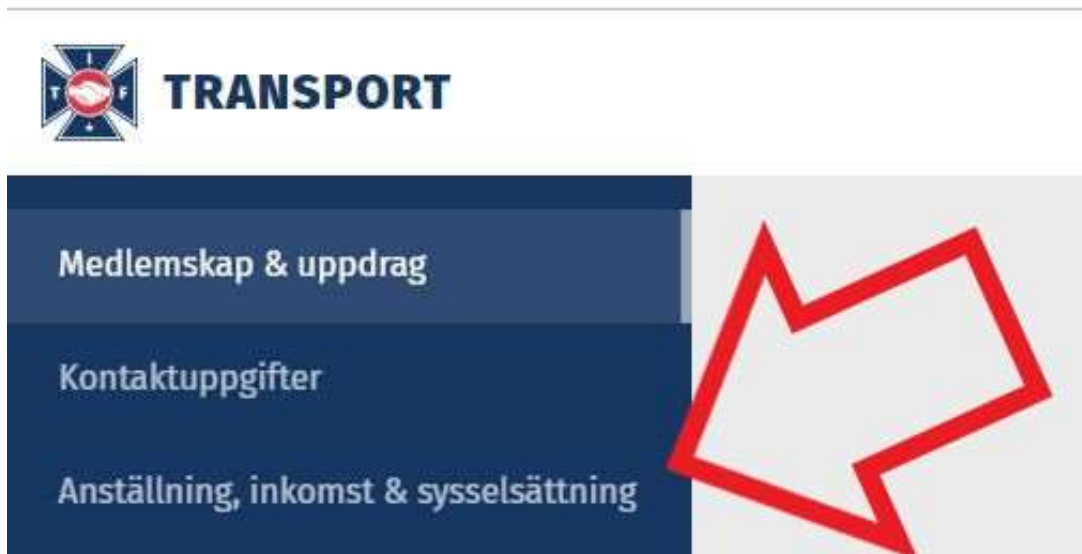 I
T F
TRANSPORT
Medlemskap & uppdrag
Kontaktuppgifter
Anställning, inkomst & sysselsättning